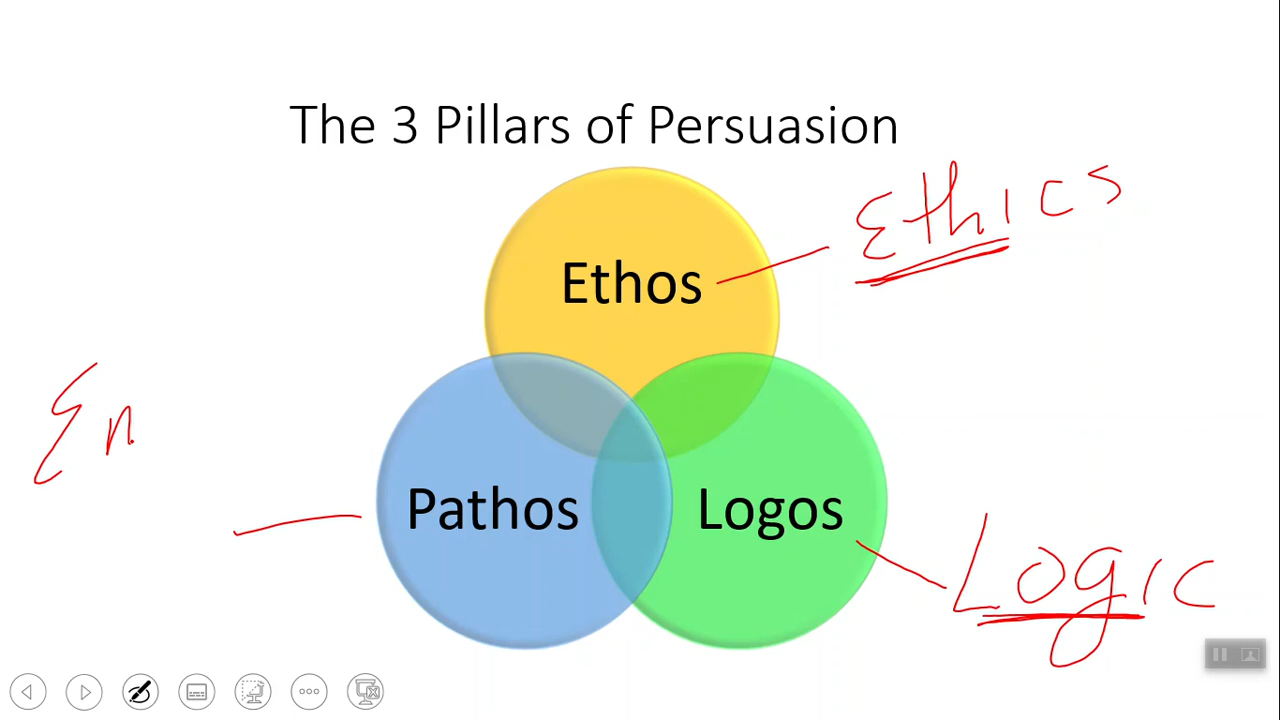 The 3 Pillars of Persuasion
Ethics
Ethos
Em
Pathos
Logos
Logic